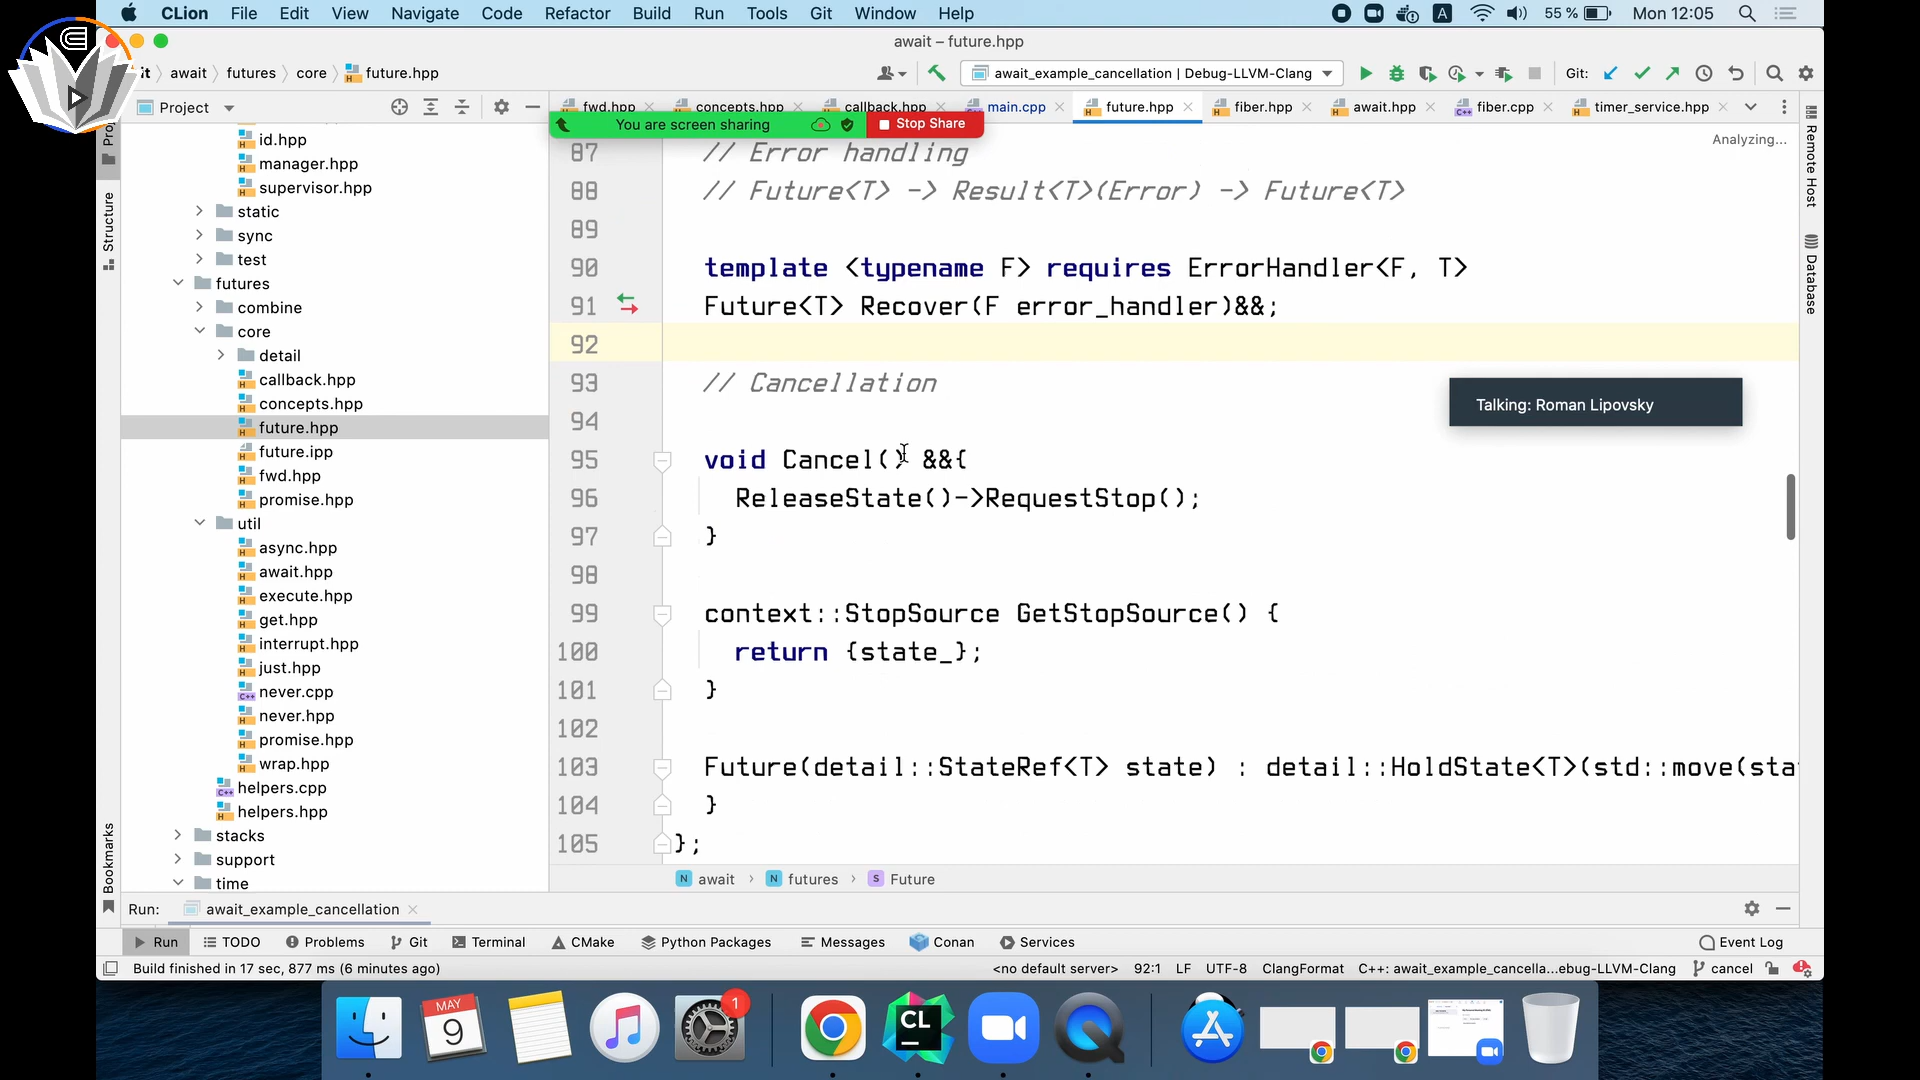 CLion File Edit View Navigate Code Refactor Build Run Tools Git Window Help A 55 % Mon 12:05
await – future.hpp
it await futures core future.hpp await_example_cancellation | Debug-LLVM-Clang Git:
Project fwd.hpp concepts.hpp callback.hpp main.cpp future.hpp fiber.hpp await.hpp fiber.cpp timer_service.hpp
You are screen sharing Stop Share
Analyzing...
id.hpp
manager.hpp
supervisor.hpp
static
sync
test
futures
combine
core
detail
callback.hpp
concepts.hpp
future.hpp
future.ipp
fwd.hpp
promise.hpp
util
async.hpp
await.hpp
execute.hpp
get.hpp
interrupt.hpp
just.hpp
never.cpp
never.hpp
promise.hpp
wrap.hpp
helpers.cpp
helpers.hpp
stacks
support
time
Structure
Bookmarks
87 // Error handling
88 // Future<T> -> Result<T>(Error) -> Future<T>
89
90 template <typename F> requires ErrorHandler<F, T>
91 Future<T> Recover(F error_handler)&&;
92
93 // Cancellation
94
95 void Cancel() &&{
96 ReleaseState()->RequestStop();
97 }
98
99 context::StopSource GetStopSource() {
100 return {state_};
101 }
102
103 Future(detail::StateRef<T> state) : detail::HoldState<T>(std::move(sta
104 }
105 };
Talking: Roman Lipovsky
Remote Host
Database
await futures Future
Run: await_example_cancellation
Run TODO Problems Git Terminal CMake Python Packages Messages Conan Services Event Log
Build finished in 17 sec, 877 ms (6 minutes ago) <no default server> 92:1 LF UTF-8 ClangFormat C++: await_example_cancella...ebug-LLVM-Clang cancel
MAY
9
1
CL